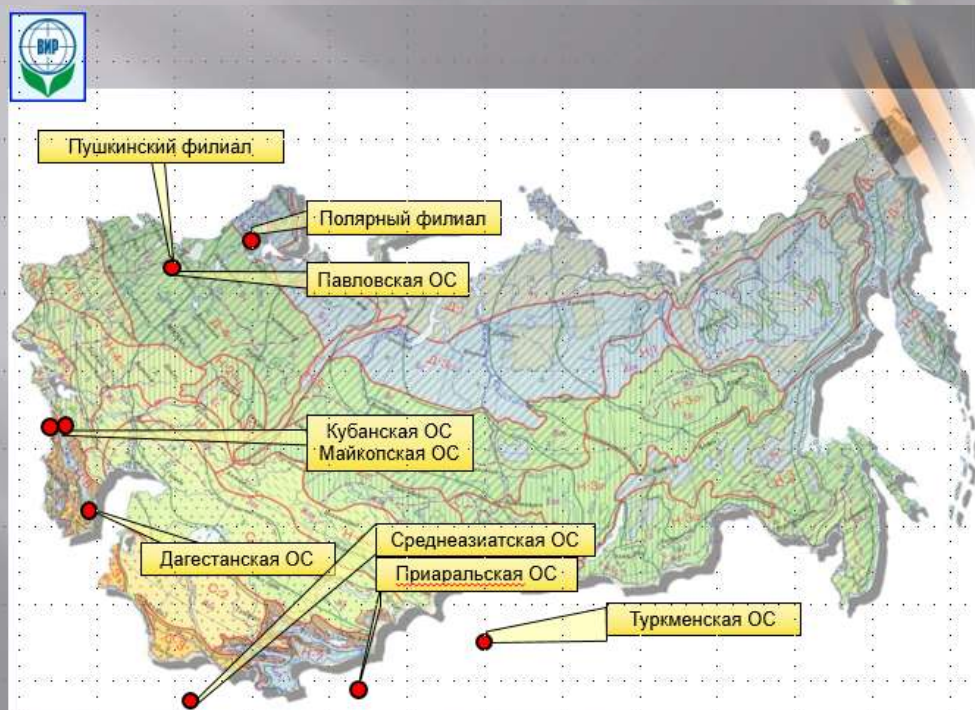 ВИР
Пушкинский филиал
Полярный филиал
Павловская ОС
Кубанская ОС
Майкопская ОС
Дагестанская ОС
Среднеазиатская ОС
Приаральская ОС
Туркменская ОС